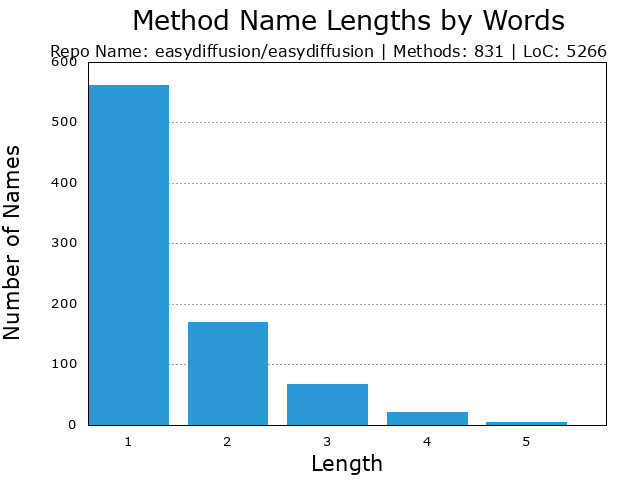 Method Name Lengths by Words
Repo Name: easydiffusion/easydiffusion | Methods: 831 | LoC: 5266
600
500
400
300
200
100
0
Number of Names
1 2 3 4 5
Length